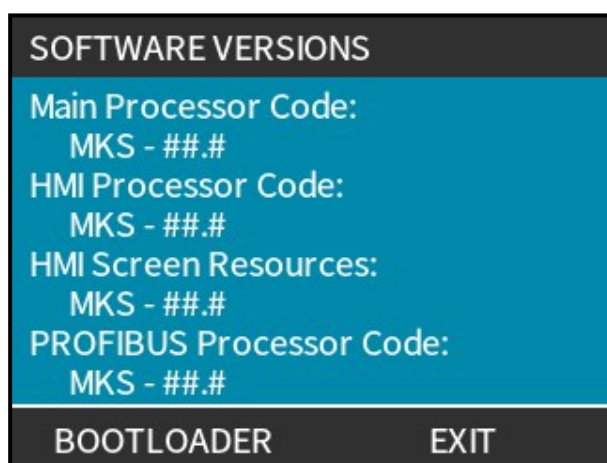 SOFTWARE VERSIONS
Main Processor Code:
MKS - ##.#
HMI Processor Code:
MKS - ##.#
HMI Screen Resources:
MKS - ##.#
PROFIBUS Processor Code:
MKS - ##.#
BOOTLOADER EXIT